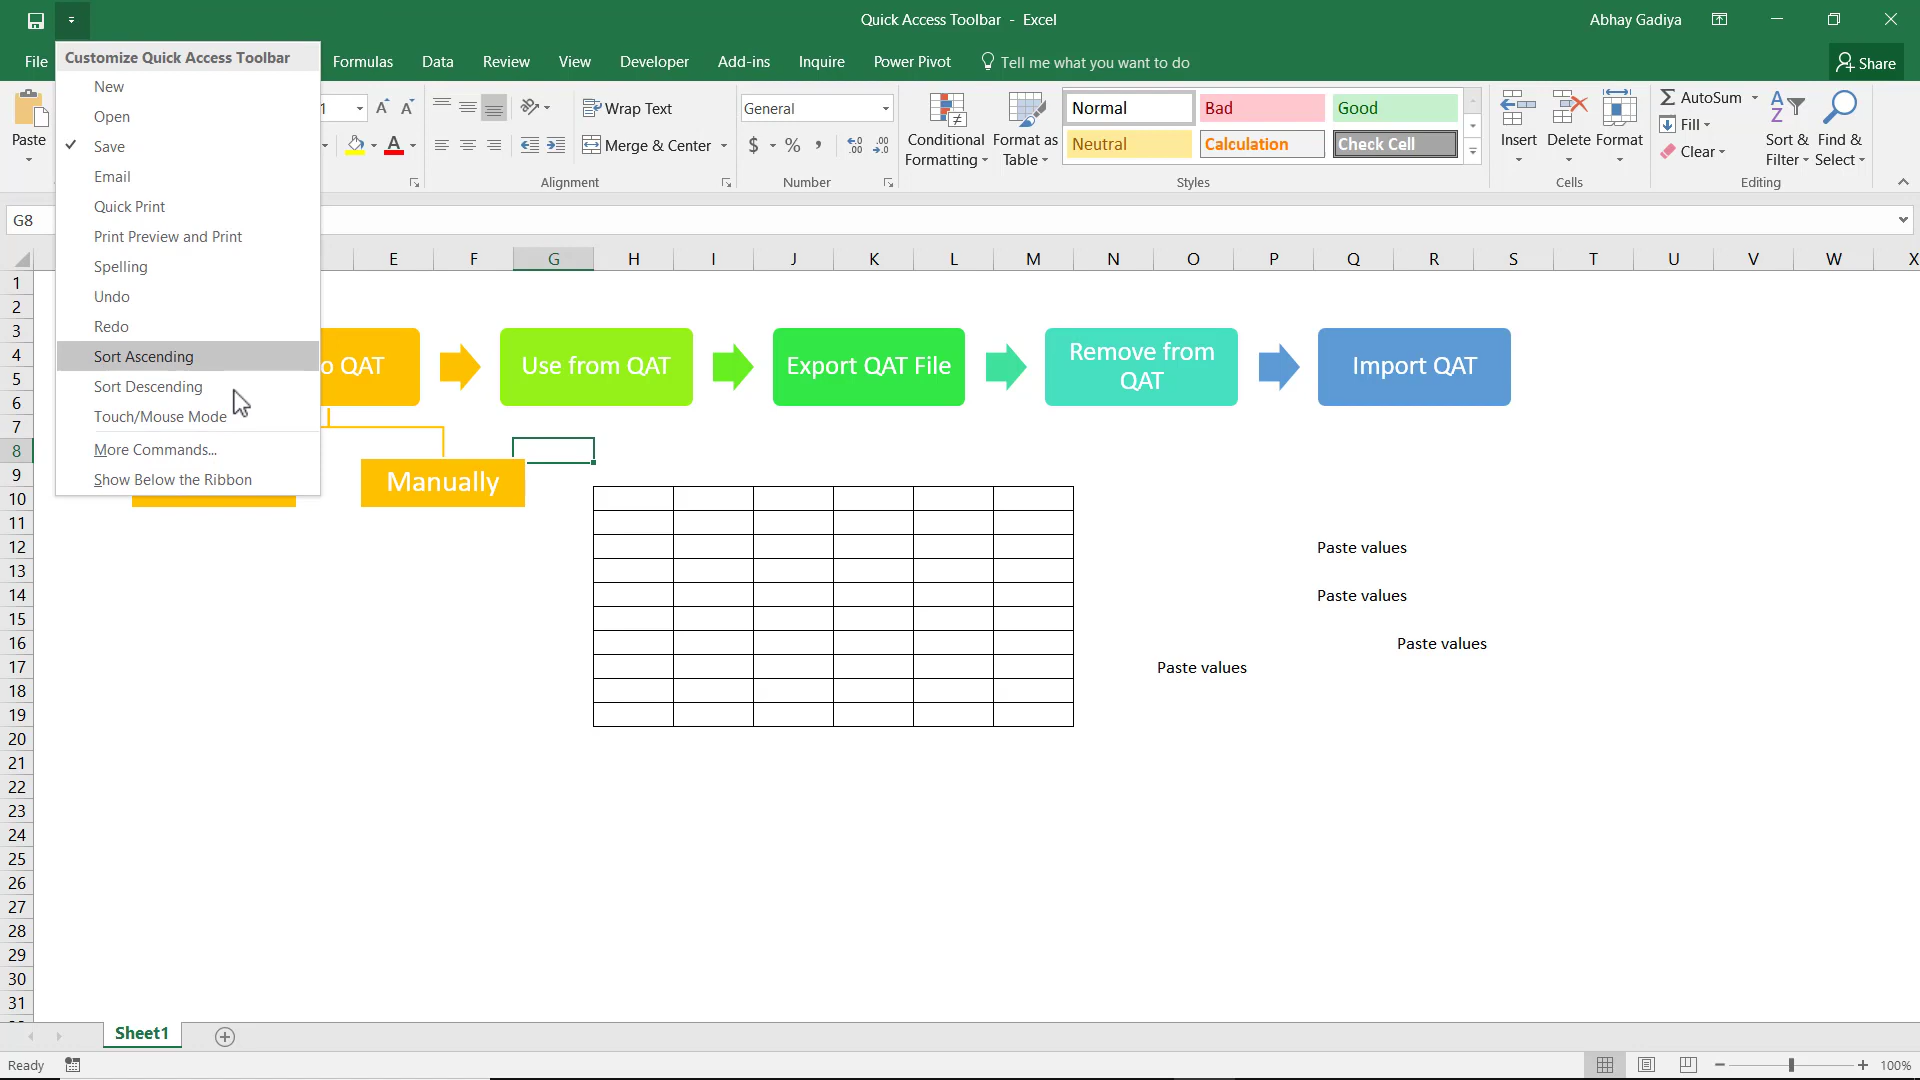 Quick Access Toolbar - Excel
Abhay Gadiya
File
Formulas
Data
Review
View
Developer
Add-ins
Inquire
Power Pivot
Tell me what you want to do
Share
Customize Quick Access Toolbar
New
Open
Save
Email
Quick Print
Print Preview and Print
Spelling
Undo
Redo
Sort Ascending
Sort Descending
Touch/Mouse Mode
More Commands...
Show Below the Ribbon
Paste
Wrap Text
Merge & Center
Alignment
General
$ % ,
Number
Conditional
Formatting
Format as
Table
Normal
Bad
Good
Neutral
Calculation
Check Cell
Styles
Insert
Delete
Format
Cells
AutoSum
Fill
Clear
Sort &
Filter
Find &
Select
Editing
G8
E F G H I J K L M N O P Q R S T U V W X
1
2
3
4
5
6
7
8
9
10
11
12
13
14
15
16
17
18
19
20
21
22
23
24
25
26
27
28
29
30
31
o QAT
Use from QAT
Export QAT File
Remove from
QAT
Import QAT
Manually
Paste values
Paste values
Paste values
Paste values
Sheet1
Ready
100%